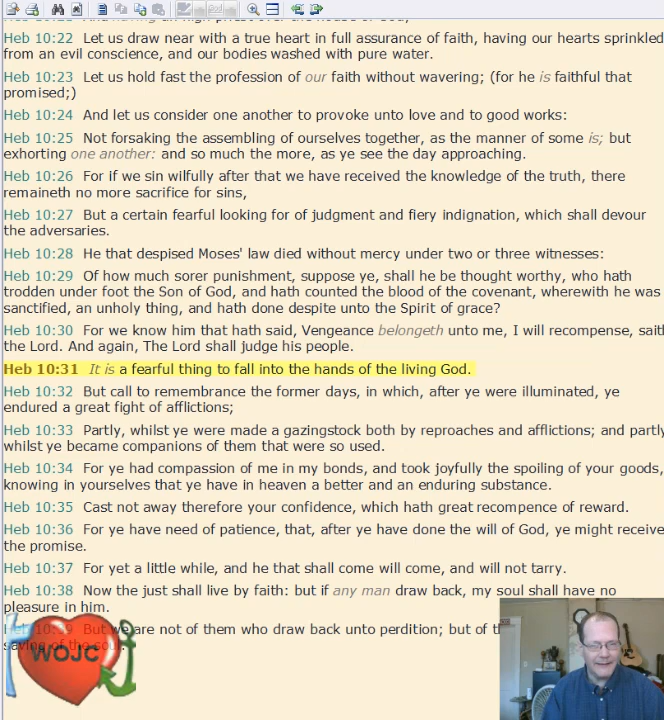 Heb 10:22 Let us draw near with a true heart in full assurance of faith, having our hearts sprinkled
from an evil conscience, and our bodies washed with pure water.
Heb 10:23 Let us hold fast the profession of our faith without wavering; (for he is faithful that
promised;)
Heb 10:24 And let us consider one another to provoke unto love and to good works:
Heb 10:25 Not forsaking the assembling of ourselves together, as the manner of some is; but
exhorting one another: and so much the more, as ye see the day approaching.
Heb 10:26 For if we sin wilfully after that we have received the knowledge of the truth, there
remaineth no more sacrifice for sins,
Heb 10:27 But a certain fearful looking for of judgment and fiery indignation, which shall devour
the adversaries.
Heb 10:28 He that despised Moses' law died without mercy under two or three witnesses:
Heb 10:29 Of how much sorer punishment, suppose ye, shall he be thought worthy, who hath
trodden under foot the Son of God, and hath counted the blood of the covenant, wherewith he was
sanctified, an unholy thing, and hath done despite unto the Spirit of grace?
Heb 10:30 For we know him that hath said, Vengeance belongeth unto me, I will recompense, sait
the Lord. And again, The Lord shall judge his people.
Heb 10:31 It is a fearful thing to fall into the hands of the living God.
Heb 10:32 But call to remembrance the former days, in which, after ye were illuminated, ye
endured a great fight of afflictions;
Heb 10:33 Partly, whilst ye were made a gazingstock both by reproaches and afflictions; and partly
whilst ye became companions of them that were so used.
Heb 10:34 For ye had compassion of me in my bonds, and took joyfully the spoiling of your goods,
knowing in yourselves that ye have in heaven a better and an enduring substance.
Heb 10:35 Cast not away therefore your confidence, which hath great recompence of reward.
Heb 10:36 For ye have need of patience, that, after ye have done the will of God, ye might receive
the promise.
Heb 10:37 For yet a little while, and he that shall come will come, and will not tarry.
Heb 10:38 Now the just shall live by faith: but if any man draw back, my soul shall have no
pleasure in him.
Heb 10:39 But we are not of them who draw back unto perdition; but of
saving of the soul.
WOJC